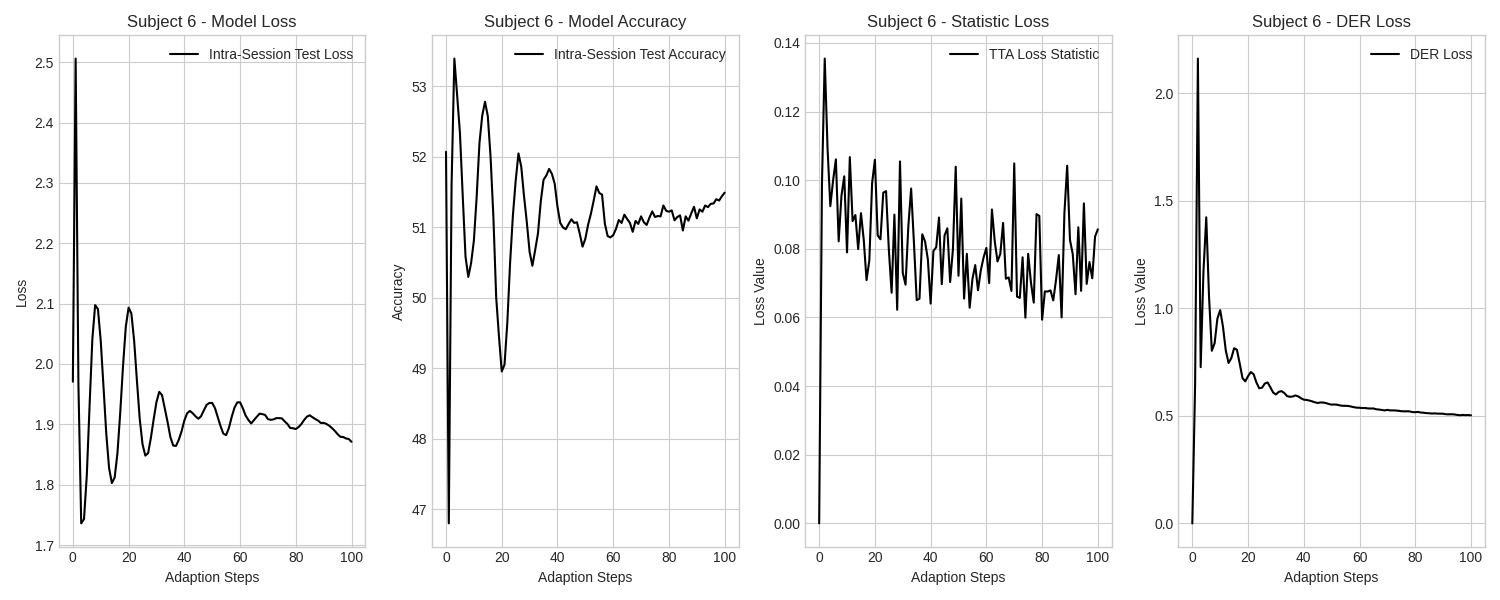 Subject 6 - Model Loss
Intra-Session Test Loss
2.5
2.4
2.3
2.2
2.1
2.0
1.9
1.8
1.7
Loss
0 20 40 60 80 100
Adaption Steps
Subject 6 - Model Accuracy
Intra-Session Test Accuracy
53
52
51
50
49
48
47
Accuracy
0 20 40 60 80 100
Adaption Steps
Subject 6 - Statistic Loss
TTA Loss Statistic
0.14
0.12
0.10
0.08
0.06
0.04
0.02
0.00
Loss Value
0 20 40 60 80 100
Adaption Steps
Subject 6 - DER Loss
DER Loss
2.0
1.5
1.0
0.5
0.0
Loss Value
0 20 40 60 80 100
Adaption Steps